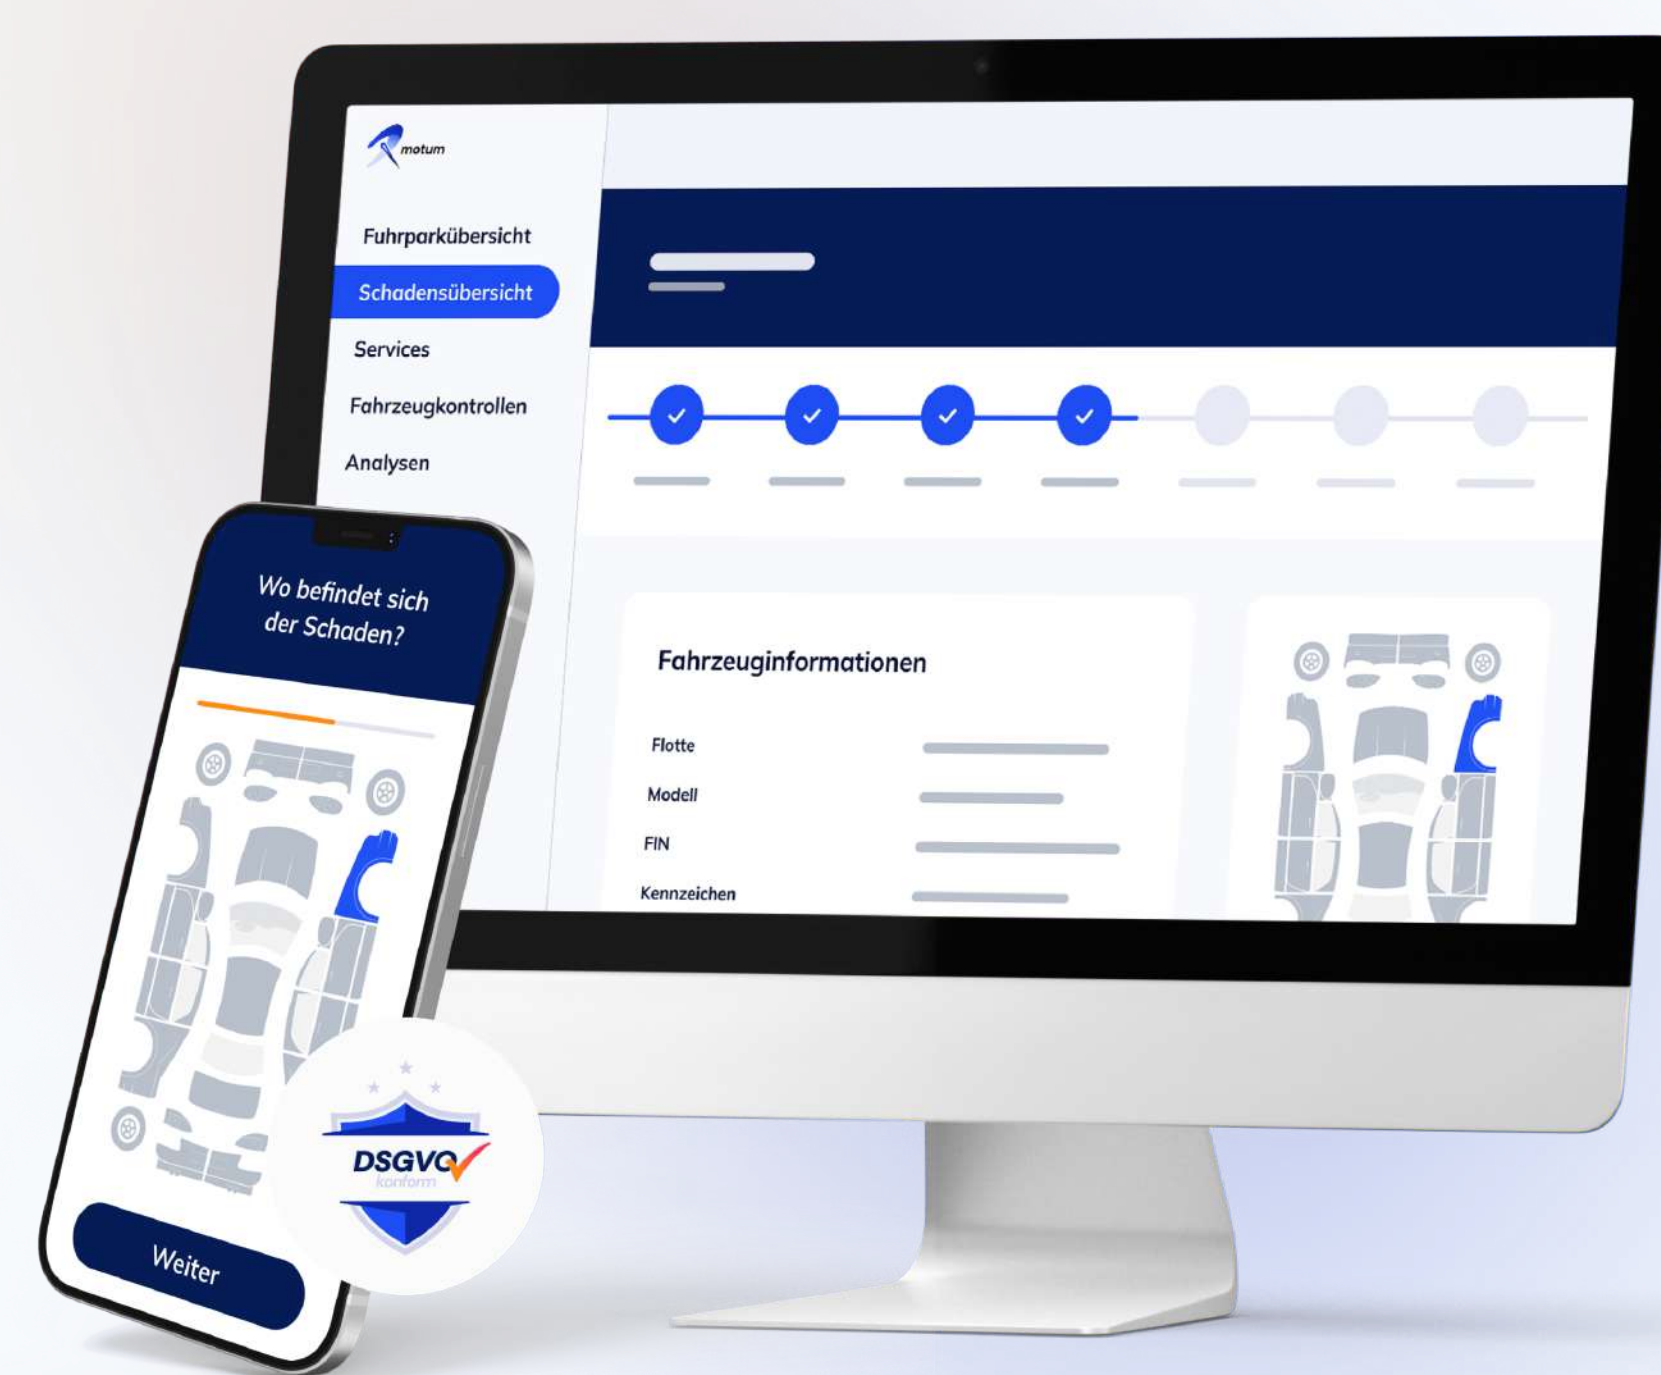 motum
Fuhrparkübersicht
Schadensübersicht
Services
Fahrzeugkontrollen
Analysen
Fahrzeuginformationen
Flotte
Modell
FIN
Kennzeichen
Wo befindet sich
der Schaden?
Weiter
DSGVO
konform